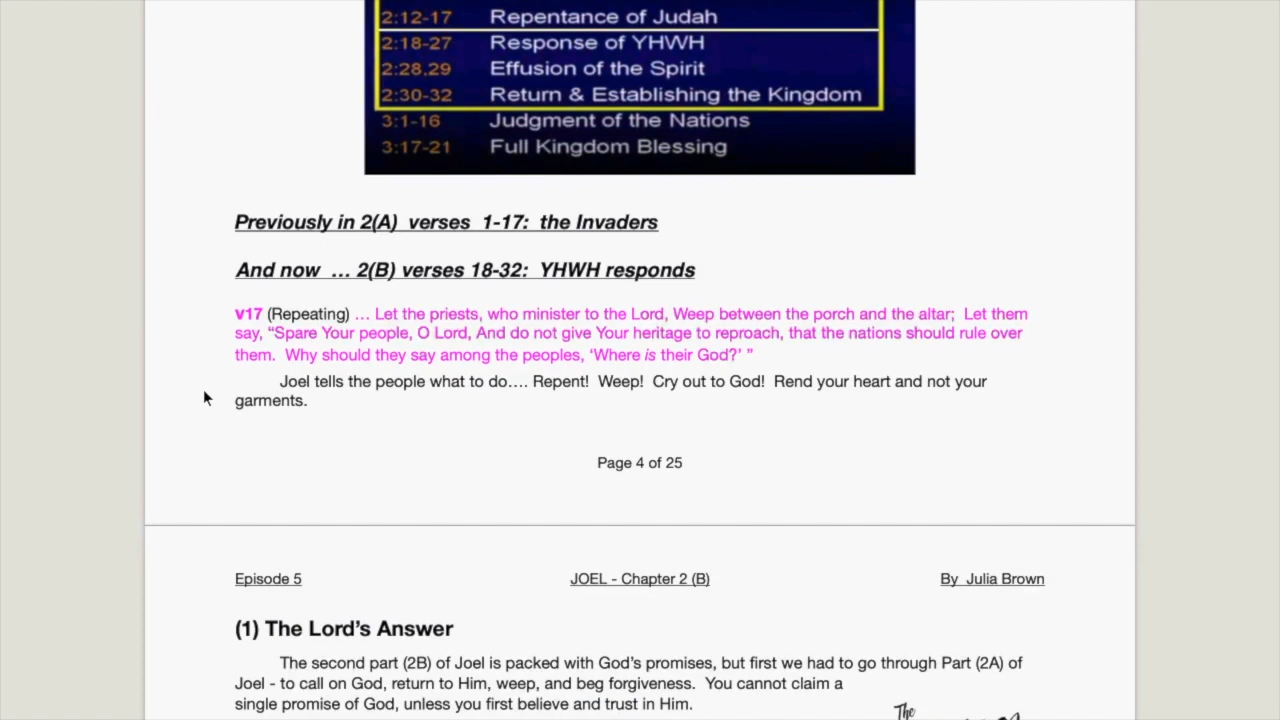 2:12-17 Repentance of Judah
2:18-27 Response of YHWH
2:28,29 Effusion of the Spirit
2:30-32 Return & Establishing the Kingdom
3:1-16 Judgment of the Nations
3:17-21 Full Kingdom Blessing
Previously in 2(A) verses 1-17: the Invaders
And now … 2(B) verses 18-32: YHWH responds
v17 (Repeating) … Let the priests, who minister to the Lord, Weep between the porch and the altar; Let them
say, “Spare Your people, O Lord, And do not give Your heritage to reproach, that the nations should rule over
them. Why should they say among the peoples, ‘Where is their God?’ ”
Joel tells the people what to do…. Repent! Weep! Cry out to God! Rend your heart and not your
garments.
Page 4 of 25
Episode 5 JOEL - Chapter 2 (B) By Julia Brown
(1) The Lord’s Answer
The second part (2B) of Joel is packed with God’s promises, but first we had to go through Part (2A) of
Joel - to call on God, return to Him, weep, and beg forgiveness. You cannot claim a
single promise of God, unless you first believe and trust in Him.
The